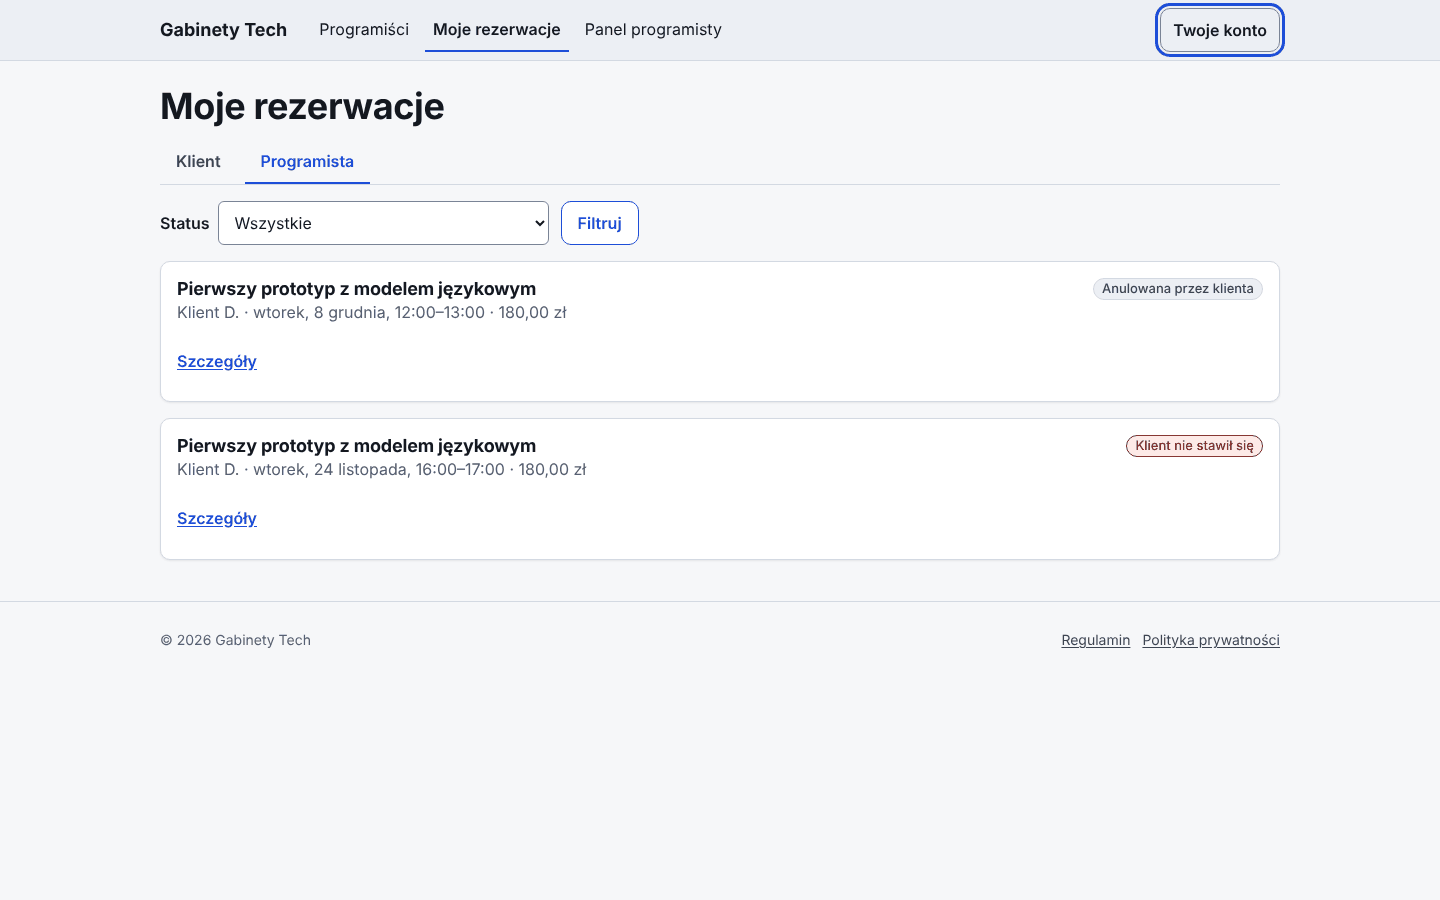 Gabinety Tech Programiści Moje rezerwacje Panel programisty Twoje konto
Moje rezerwacje
Klient Programista
Status Wszystkie Filtruj
Pierwszy prototyp z modelem językowym Anulowana przez klienta
Klient D. · wtorek, 8 grudnia, 12:00–13:00 · 180,00 zł
Szczegóły
Pierwszy prototyp z modelem językowym Klient nie stawił się
Klient D. · wtorek, 24 listopada, 16:00–17:00 · 180,00 zł
Szczegóły
© 2026 Gabinety Tech Regulamin Polityka prywatności